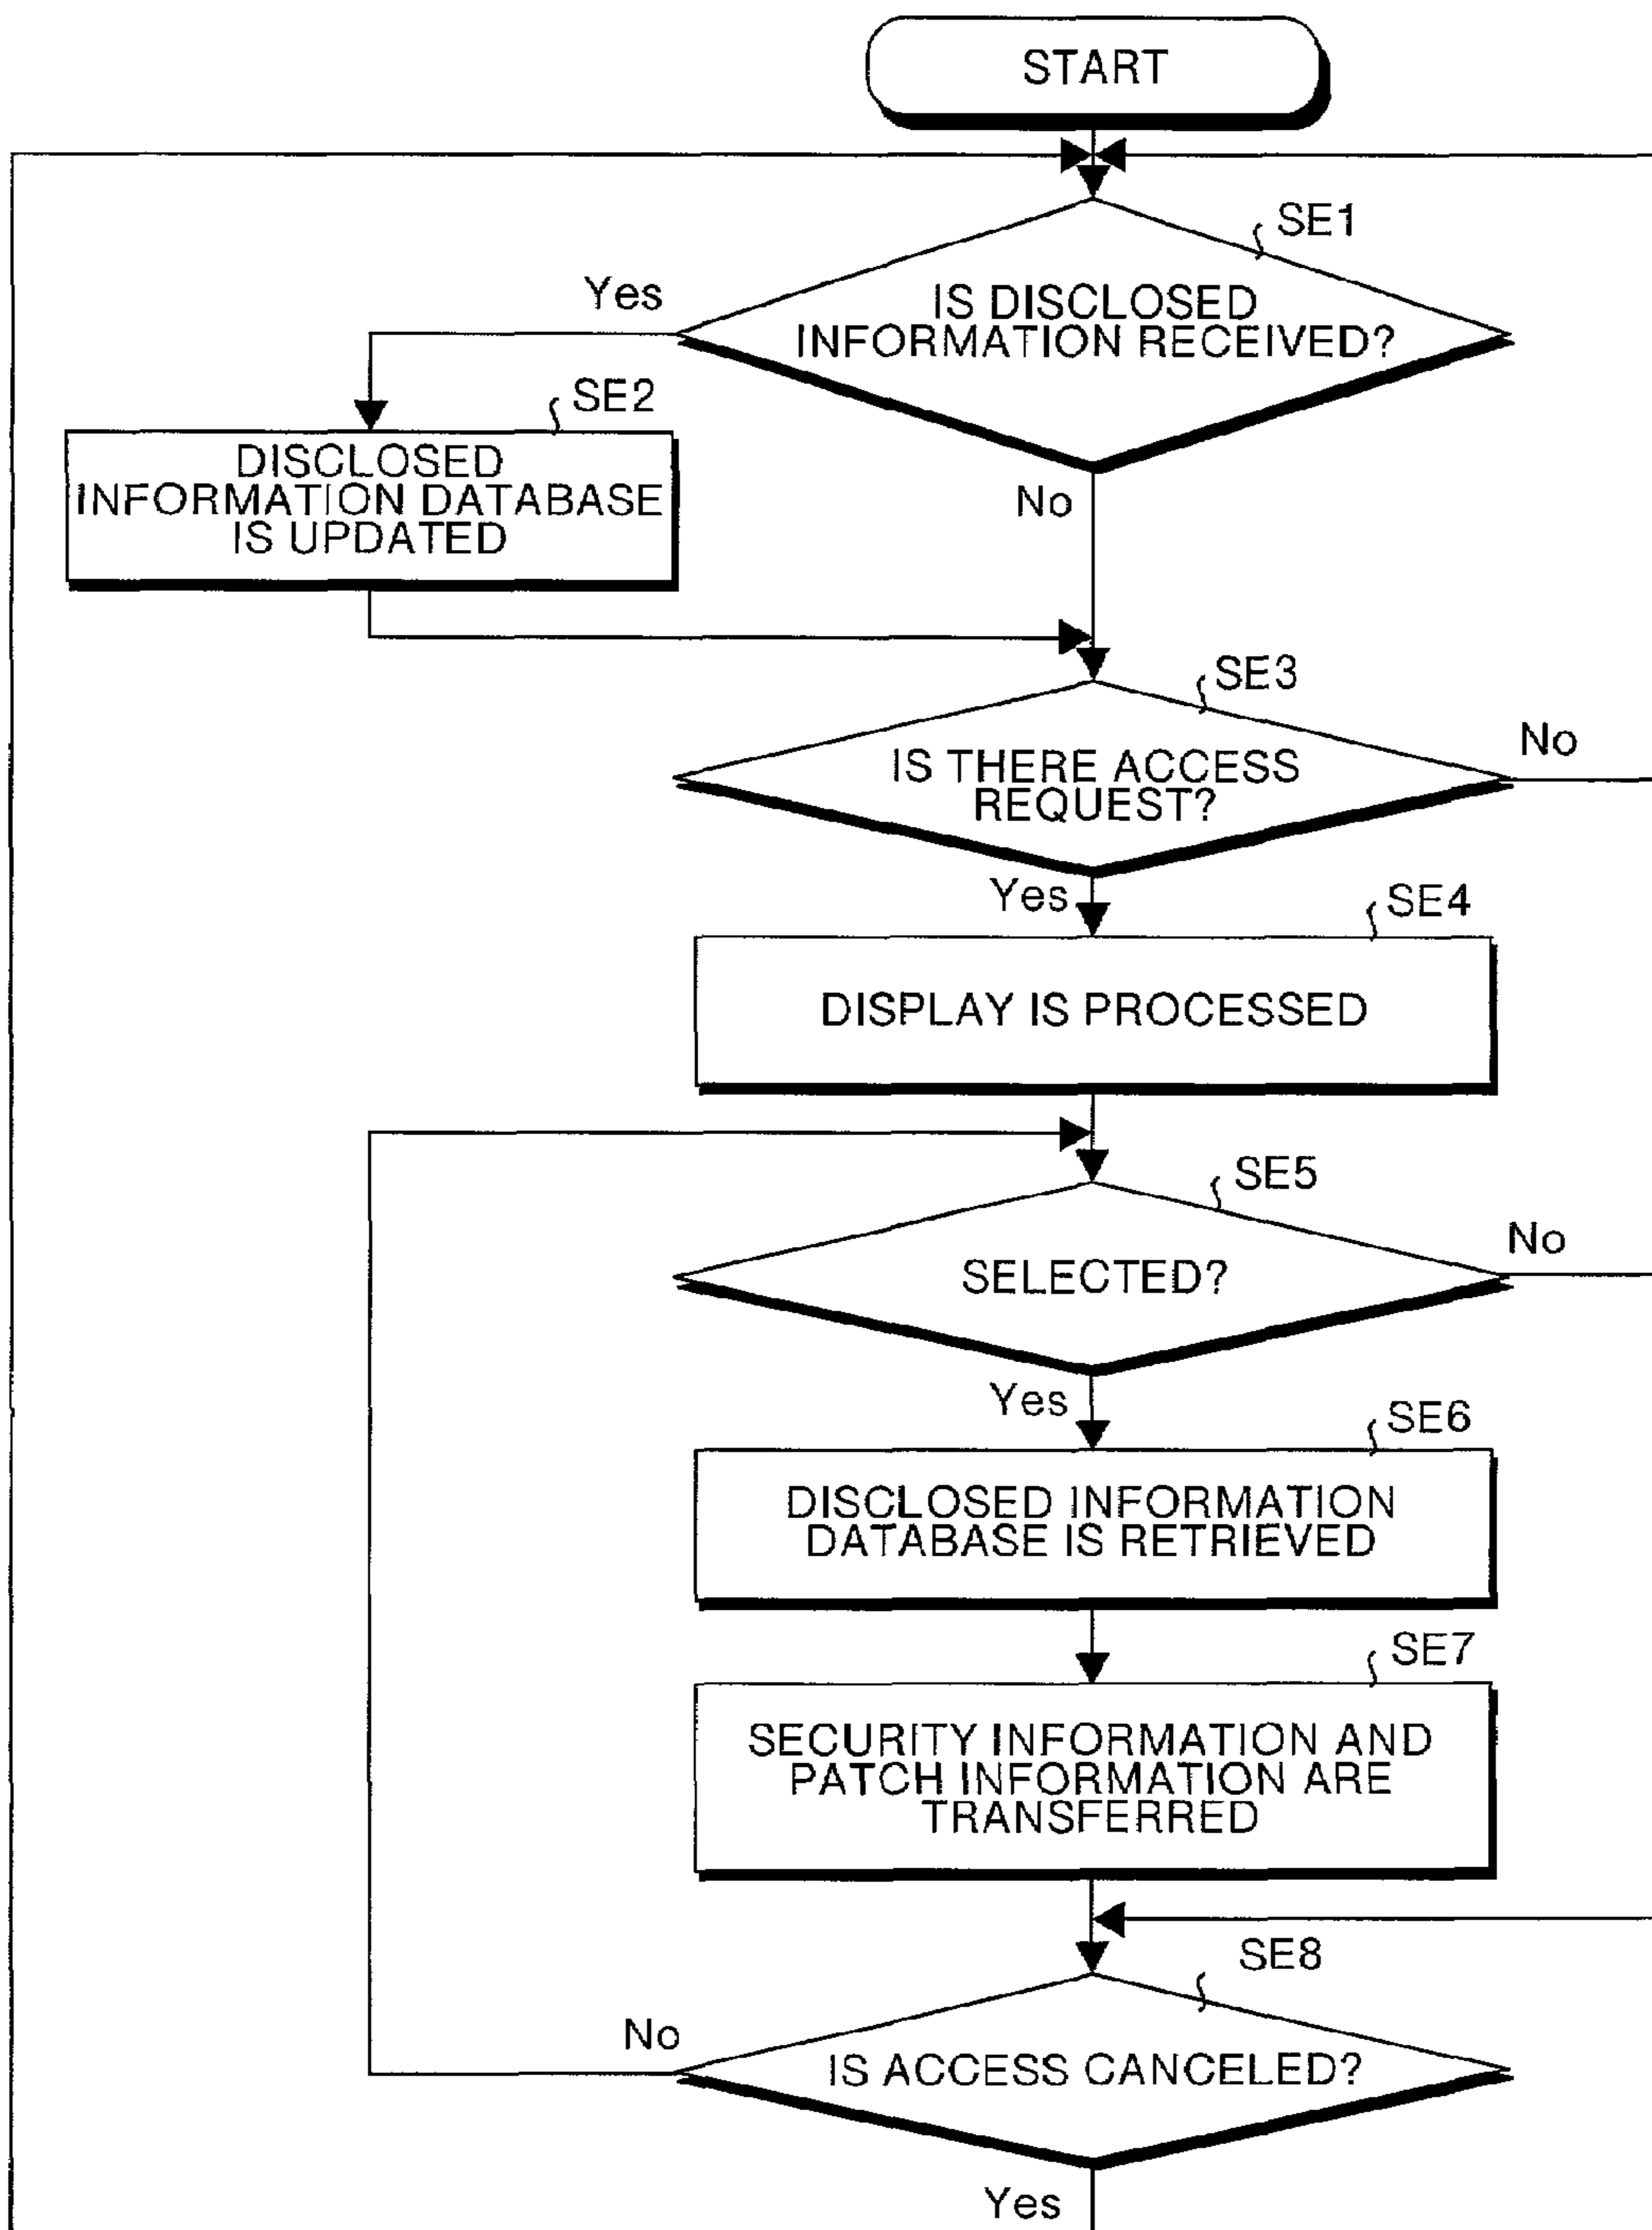 START
SE1
IS DISCLOSED
INFORMATION RECEIVED?
Yes
No
SE2
DISCLOSED
INFORMATION DATABASE
IS UPDATED
SE3
IS THERE ACCESS
REQUEST?
No
Yes
SE4
DISPLAY IS PROCESSED
SE5
SELECTED?
No
Yes
SE6
DISCLOSED INFORMATION
DATABASE IS RETRIEVED
SE7
SECURITY INFORMATION AND
PATCH INFORMATION ARE
TRANSFERRED
SE8
IS ACCESS CANCELED?
No
Yes